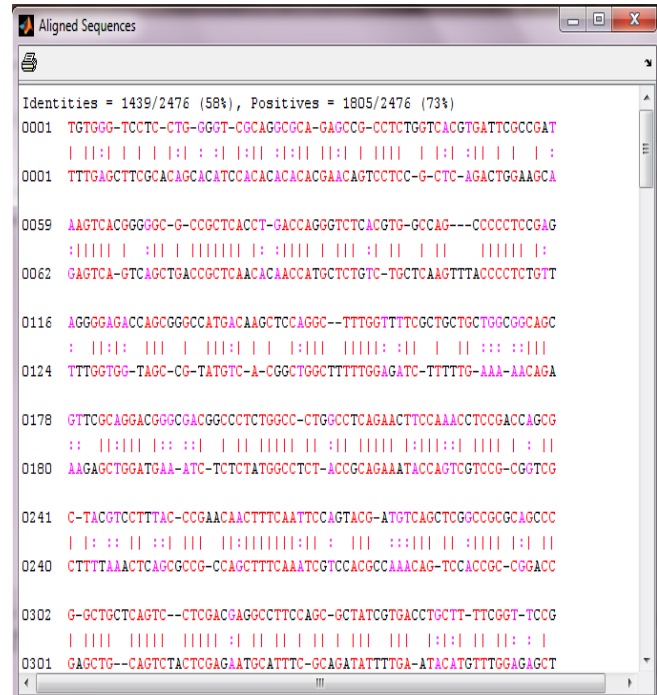 Aligned Sequences
X
Identities = 1439/2476 (58%), Positives = 1805/2476 (73%)
0001 TGTGGG-TCCTC-CTG-GGGT-CGCAGGCGCA-GAGCCG-CCTCTGGTCACGTGATTCGCCGAT
| ||:| | | | |:| : :| |:|| |:|| ||:| | |||| | |:| :|| | | | :
0001 TTTGAGCTTCGCACAGCACATCCACACACACACGAACAGTCCTCC-G-CTC-AGACTGGAAGCA
0059 AAGTCACGGGGGC-G-CCGCTCACCT-GACCAGGGTCTCACGTG-GCCAG---CCCCCTCCGAG
:||||| | :|| | ||||||| | |: :|||| | ||| :| || | || |||||| |:
0062 GAGTCA-GTCAGCTGACCGCTCAACACAACCATGCTCTGTC-TGCTCAAGTTTACCCCTCTGTT
0116 AGGGGAGACCAGCGGGCCATGACAAGCTCCAGGC--TTTGGTTTTCGCTGCTGCTGGCGGCAGC
: ||:|: ||| | |||:| | |:||| |||||: :|| | || ::: ::|||
0124 TTTGGTGG-TAGC-CG-TATGTC-A-CGGCTGGCTTTTTGGAGATC-TTTTTG-AAA-AACAGA
0178 GTTCGCAGGACGGGCGACGGCCCTCTGGCC-CTGGCCTCAGAACTTCCAAACCTCCGACCAGCG
:: ||:||| |:: ::| | || ||||| || :|| ||||| |:|||::|| |||| | : ||
0180 AAGAGCTGGATGAA-ATC-TCTCTATGGCCTCT-ACCGCAGAAATACCAGTCGTCCG-CGGTCG
0241 C-TACGTCCTTTAC-CCGAACAACTTTCAATTCCAGTACG-ATGTCAGCTCGGCCGCGCAGCCC
| |: :: || ::| ||| ||||||||:|| : ||| :::||| || :|||| |:| ||
0240 CTTTTAAACTCAGCGCCG-CCAGCTTTCAAATCGTCCACGCCAAACAG-TCCACCGC-CGGACC
0302 G-GCTGCTCAGTC--CTCGACGAGGCCTTCCAGC-GCTATCGTGACCTGCTT-TTCGGT-TCCG
| |||| ||||| |||||| :| || | || | ||| ||| |:|:| || ||: : |
0301 GAGCTG--CAGTCTACTCGAGAATGCATTTC-GCAGATATTTTGA-ATACATGTTTGGAGAGCT